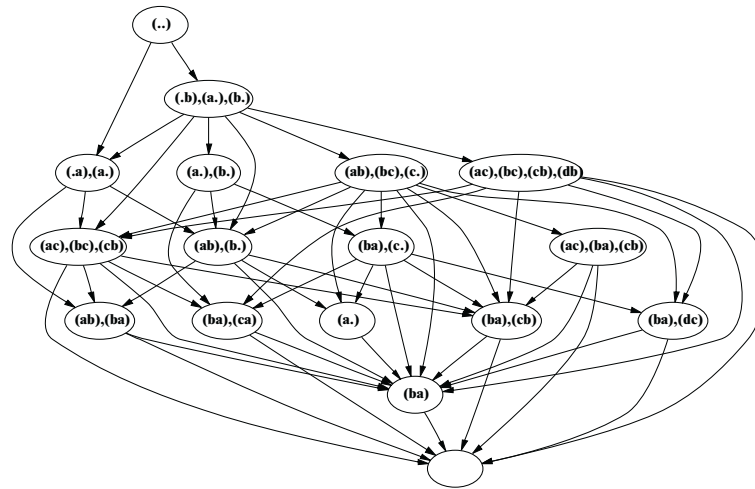 (..)
(.b),(a.),(b.)
(.a),(a.)
(a.),(b.)
(ab),(bc),(c.)
(ac),(bc),(cb),(db)
(ac),(bc),(cb)
(ab),(b.)
(ba),(c.)
(ac),(ba),(cb)
(ab),(ba)
(ba),(ca)
(a.)
(ba),(cb)
(ba),(dc)
(ba)